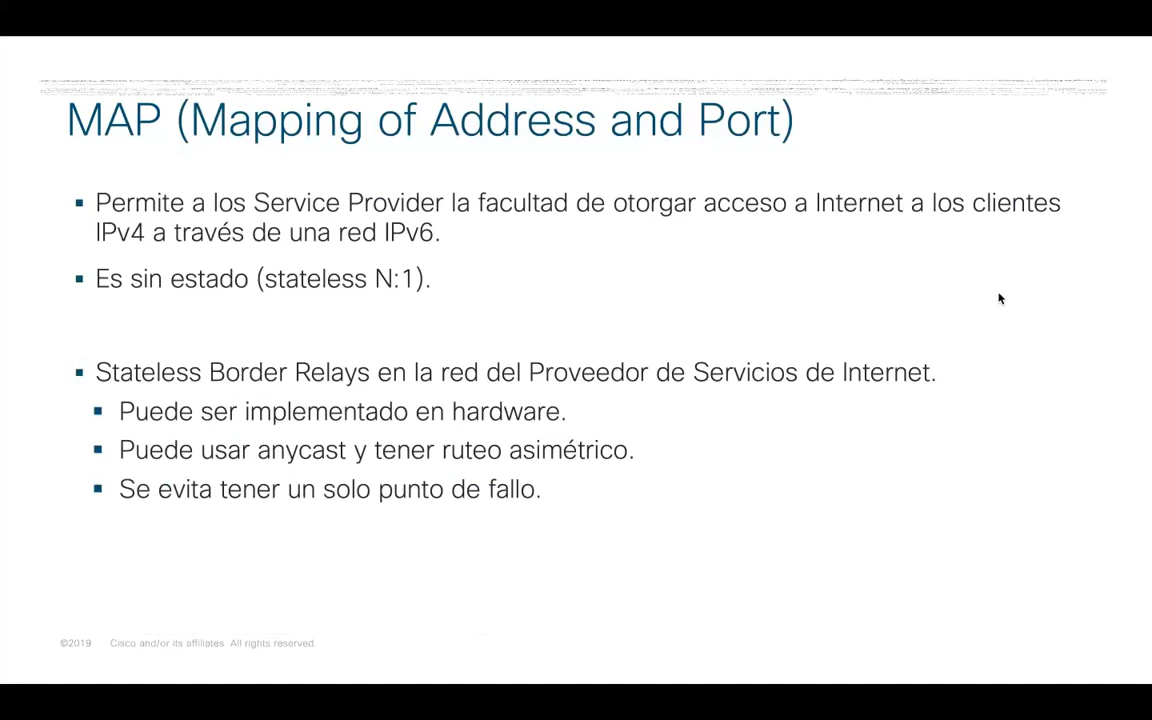 MAP (Mapping of Address and Port)
▪ Permite a los Service Provider la facultad de otorgar acceso a Internet a los clientes
IPv4 a través de una red IPv6.
▪ Es sin estado (stateless N:1).
▪ Stateless Border Relays en la red del Proveedor de Servicios de Internet.
▪ Puede ser implementado en hardware.
▪ Puede usar anycast y tener ruteo asimétrico.
▪ Se evita tener un solo punto de fallo.
©2019 Cisco and/or its affiliates. All rights reserved.